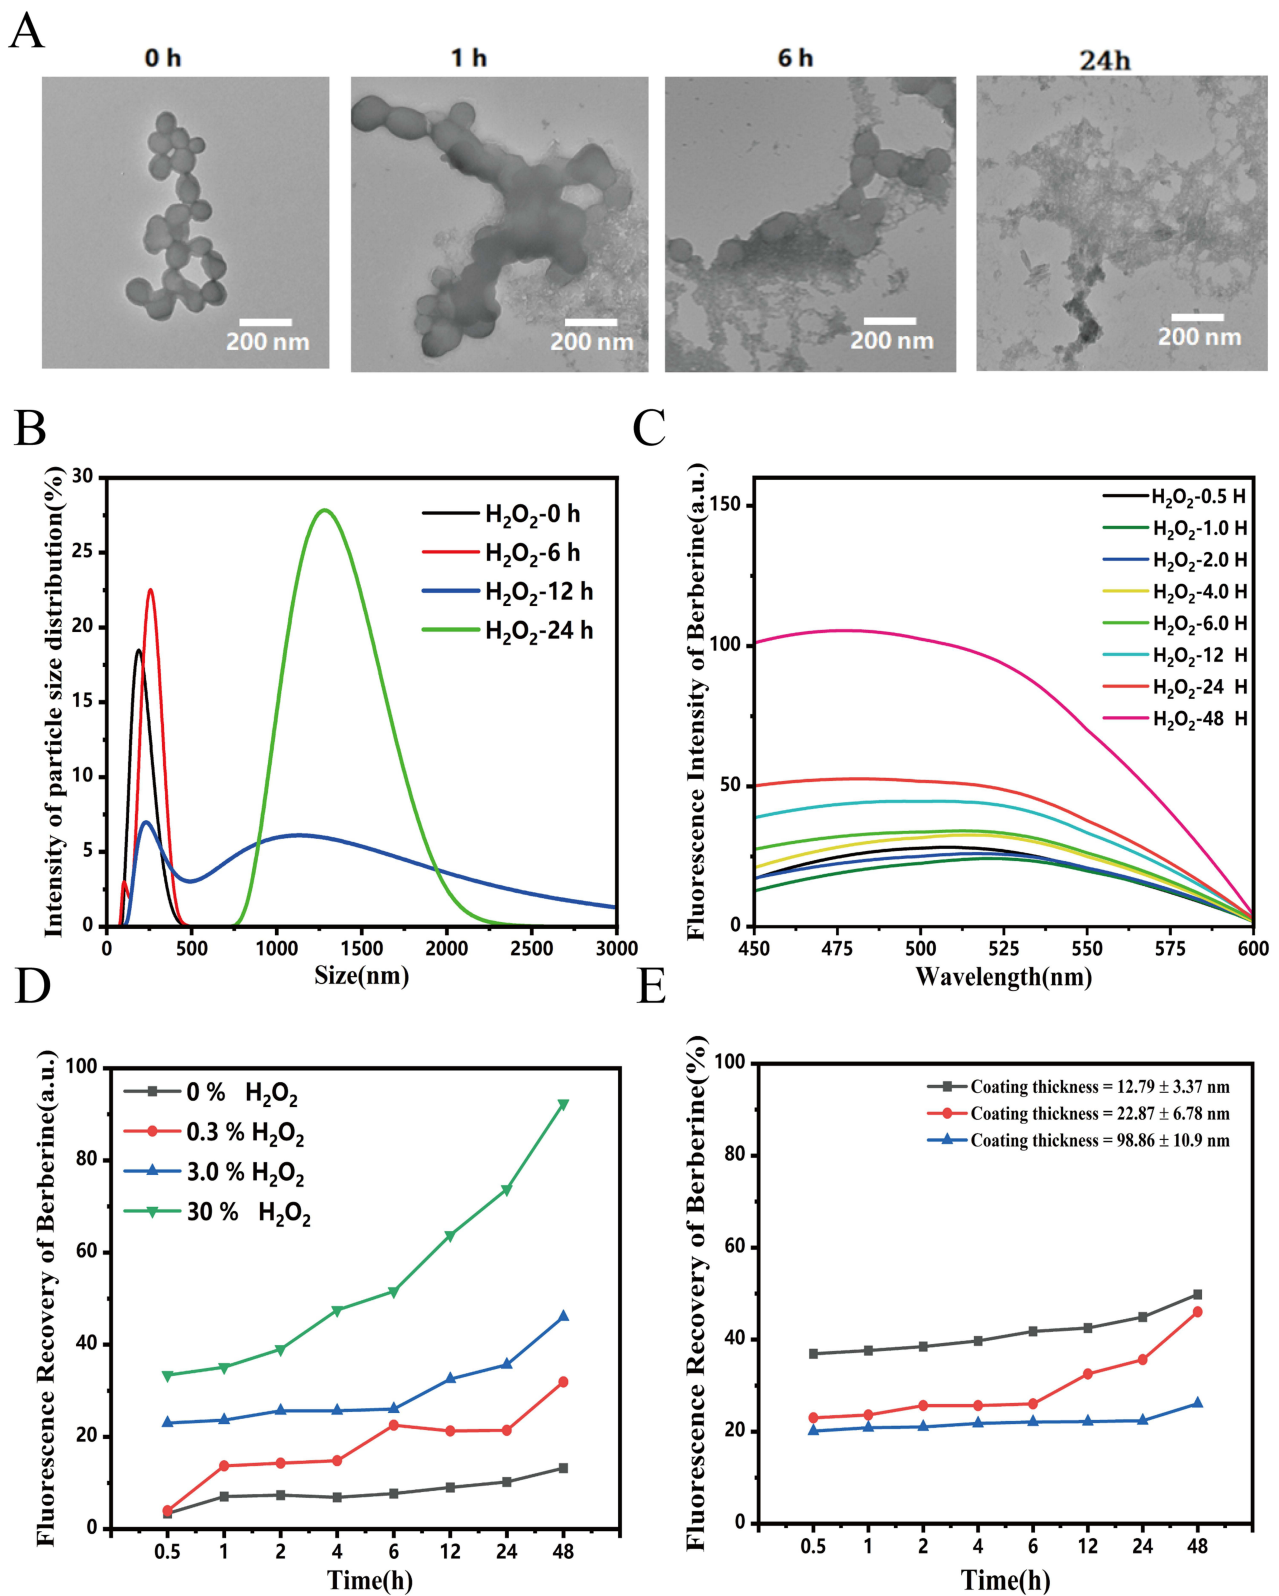 A
0 h
1 h
6 h
24h
200 nm
200 nm
200 nm
200 nm
B
Intensity of particle size distribution(%)
30
25
20
15
10
5
0
0
500
1000
1500
2000
2500
3000
Size(nm)
H₂O₂-0 h
H₂O₂-6 h
H₂O₂-12 h
H₂O₂-24 h
C
Fluorescence Intensity of Berberine(a.u.)
150
100
50
0
450
475
500
525
550
575
600
Wavelength(nm)
H₂O₂-0.5 H
H₂O₂-1.0 H
H₂O₂-2.0 H
H₂O₂-4.0 H
H₂O₂-6.0 H
H₂O₂-12 H
H₂O₂-24 H
H₂O₂-48 H
D
Fluorescence Recovery of Berberine(a.u.)
100
80
60
40
20
0
0.5
1
2
4
6
12
24
48
Time(h)
0 % H₂O₂
0.3 % H₂O₂
3.0 % H₂O₂
30 % H₂O₂
E
Fluorescence Recovery of Berberine(%)
100
80
60
40
20
0
0.5
1
2
4
6
12
24
48
Time(h)
Coating thickness = 12.79 ± 3.37 nm
Coating thickness = 22.87 ± 6.78 nm
Coating thickness = 98.86 ± 10.9 nm